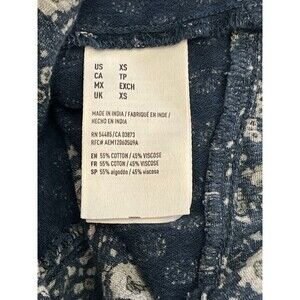 US XS
CA TP
MX EXCH
UK XS
MADE IN INDIA / FABRIQUÉ EN INDE /
HECHO EN INDIA
RN 54485/CA 03873
RFC# AEM120605U9A
EN 55% COTTON / 45% VISCOSE
FR 55% COTON / 45% VISCOSE
SP 55% algodón / 45% viscosa